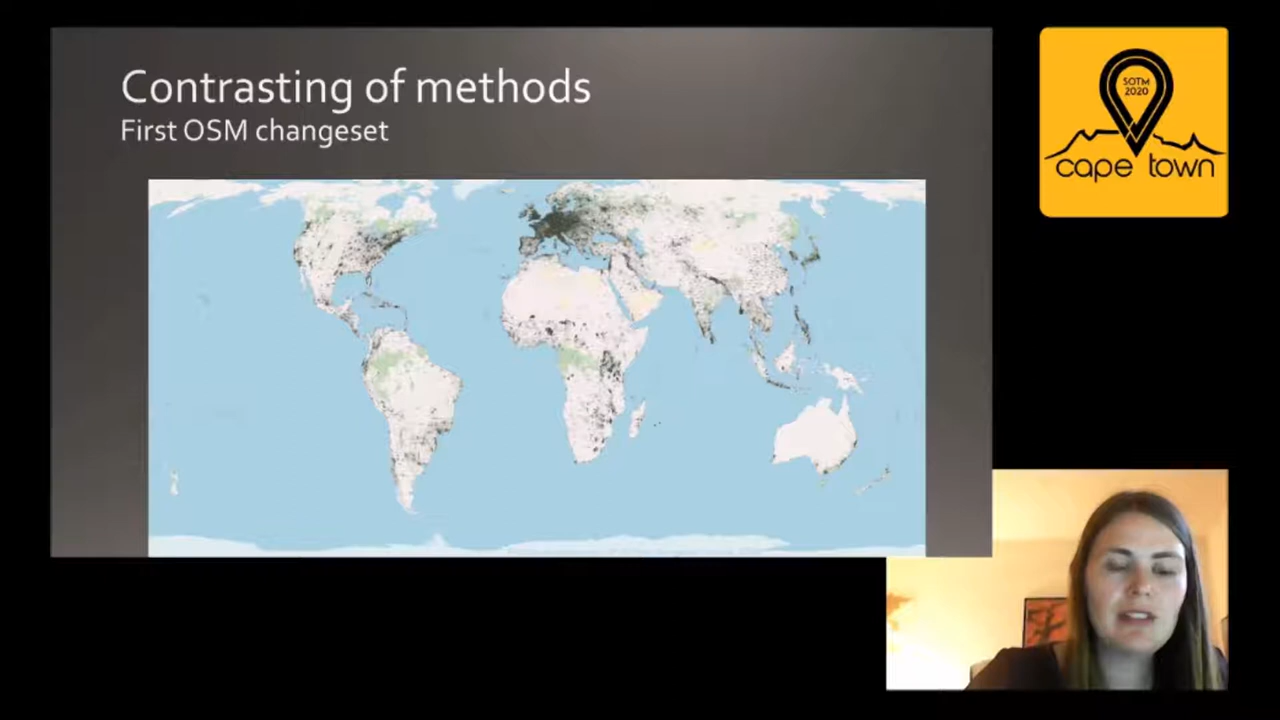 Contrasting of methods
First OSM changeset
SOTM
2020
cape town